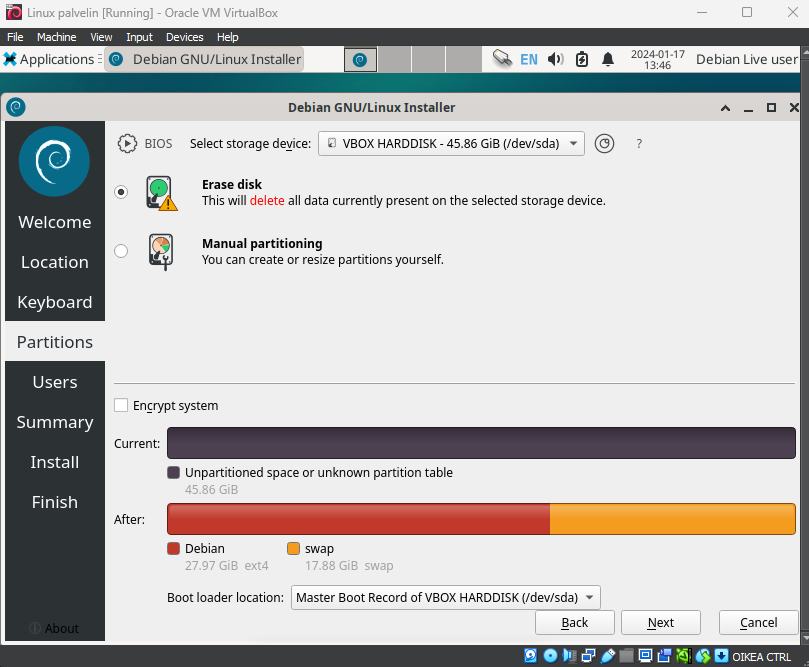 Linux palvelin [Running] - Oracle VM VirtualBox
File Machine View Input Devices Help
Applications Debian GNU/Linux Installer EN 2024-01-17 Debian Live user
13:46
Debian GNU/Linux Installer
BIOS Select storage device: VBOX HARDDISK - 45.86 GiB (/dev/sda) ?
Erase disk
This will delete all data currently present on the selected storage device.
Manual partitioning
You can create or resize partitions yourself.
Welcome
Location
Keyboard
Partitions
Users
Summary
Install
Finish
About
Encrypt system
Current:
Unpartitioned space or unknown partition table
45.86 GiB
After:
Debian swap
27.97 GiB ext4 17.88 GiB swap
Boot loader location: Master Boot Record of VBOX HARDDISK (/dev/sda)
Back Next Cancel
OIKEA CTRL